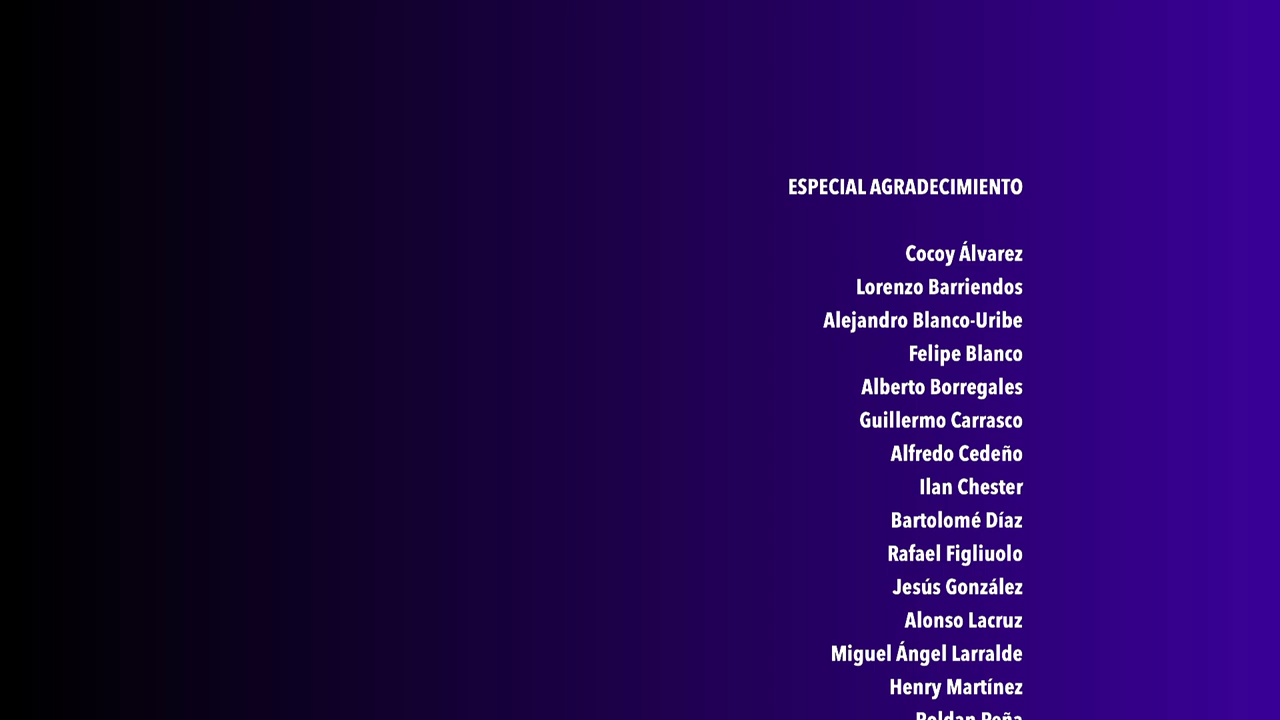 ESPECIAL AGRADECIMIENTO
Cocoy Álvarez
Lorenzo Barriendos
Alejandro Blanco-Uribe
Felipe Blanco
Alberto Borregales
Guillermo Carrasco
Alfredo Cedeño
Ilan Chester
Bartolomé Díaz
Rafael Figliuolo
Jesús González
Alonso Lacruz
Miguel Ángel Larralde
Henry Martínez